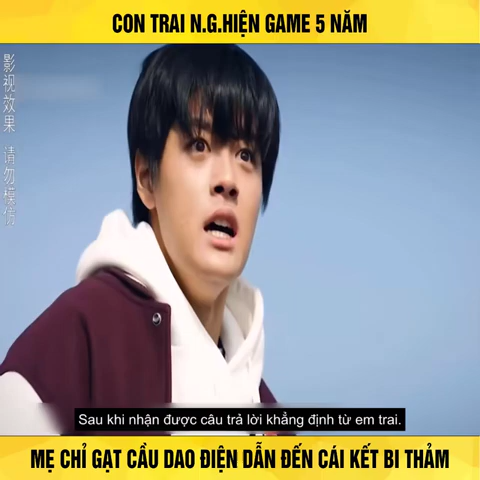 CON TRAI N.G.HIỆN GAME 5 NĂM
影视效果 请勿模仿
Sau khi nhận được câu trả lời khẳng định từ em trai.
MẸ CHỈ GẠT CẦU DAO ĐIỆN DẪN ĐẾN CÁI KẾT BI THẢM